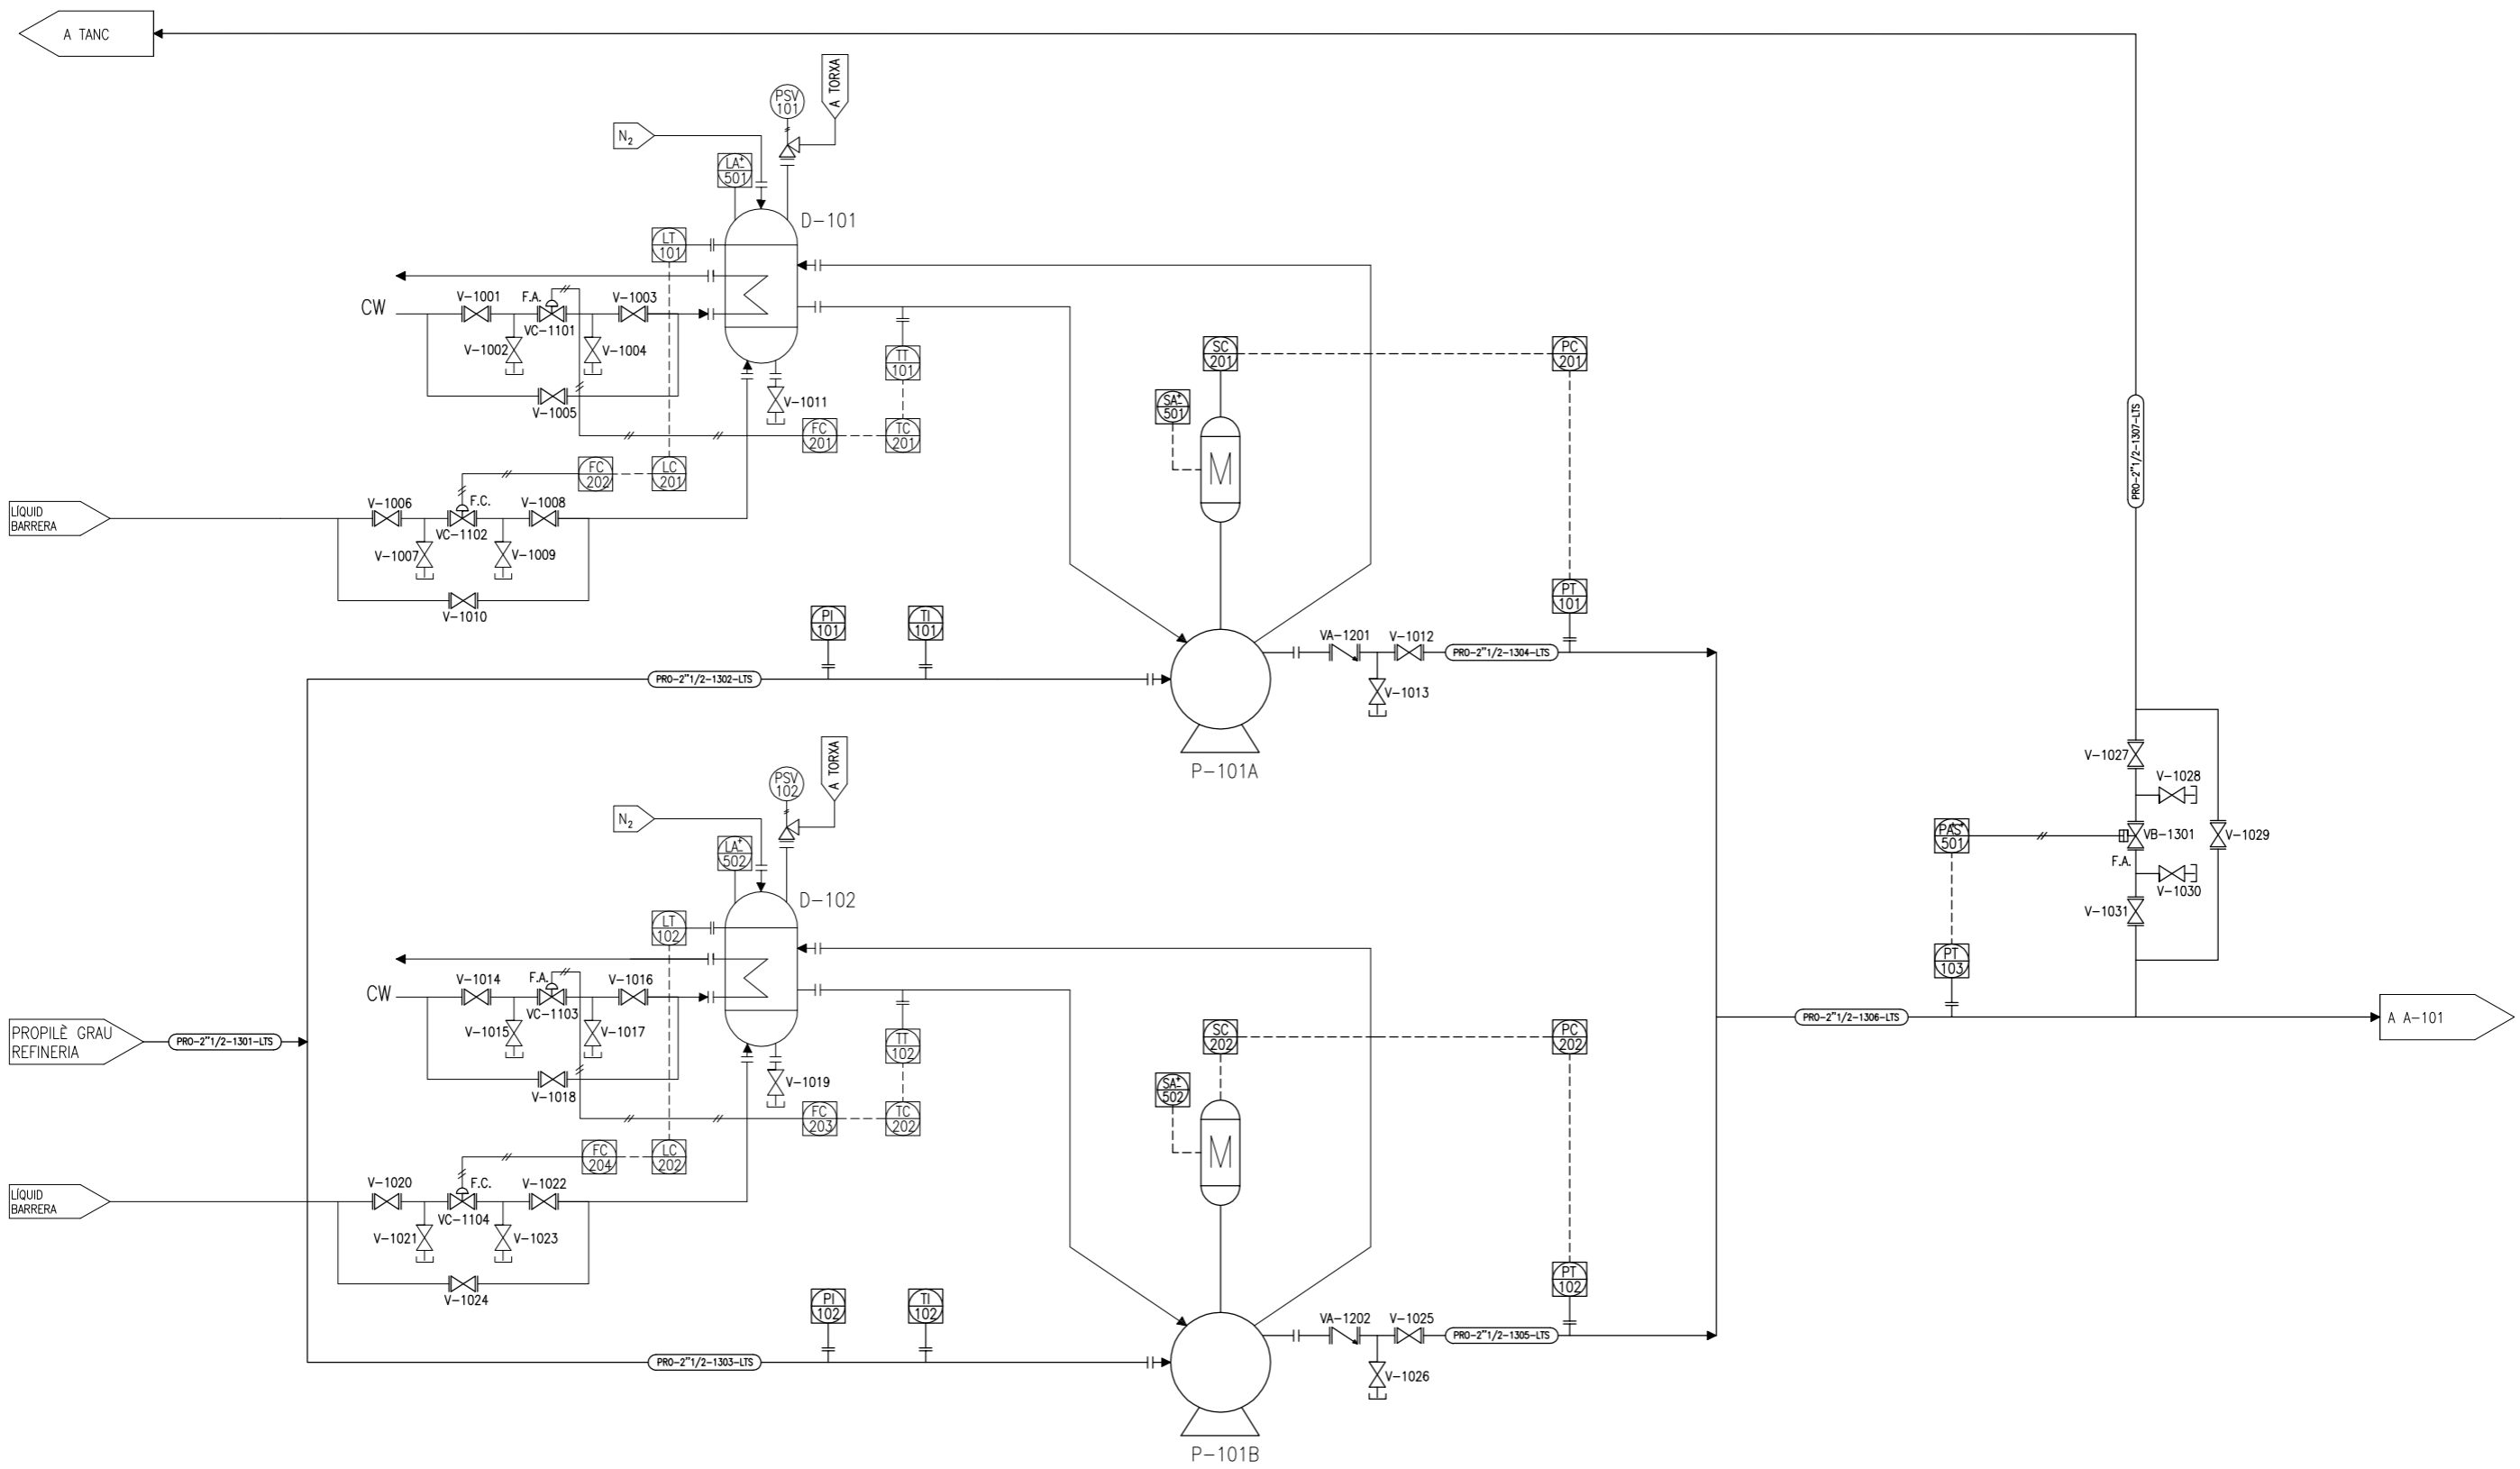 A TANC
PSV
101
A TORXA
N2
LA±
501
D-101
LT
101
CW
V-1001
F.A.
V-1003
VC-1101
V-1002
V-1004
V-1005
TT
101
V-1011
FC
201
TC
201
SC
201
PC
201
SA±
501
M
FC
202
LC
201
LÍQUID
BARRERA
V-1006
F.C.
V-1008
VC-1102
V-1007
V-1009
V-1010
PRO-2"1/2-1307-LTS
PI
101
TI
101
PT
101
VA-1201
V-1012
PRO-2"1/2-1304-LTS
PRO-2"1/2-1302-LTS
V-1013
P-101A
PSV
102
A TORXA
N2
LA±
502
D-102
LT
102
CW
V-1014
F.A.
V-1016
VC-1103
V-1015
V-1017
V-1018
TT
102
V-1019
FC
203
TC
202
SC
202
PC
202
SA±
502
M
V-1027
V-1028
PAS+
501
VB-1301
V-1029
F.A.
V-1030
V-1031
PT
103
PRO-2"1/2-1306-LTS
A A-101
PROPILÈ GRAU
REFINERIA
PRO-2"1/2-1301-LTS
FC
204
LC
202
LÍQUID
BARRERA
V-1020
F.C.
V-1022
VC-1104
V-1021
V-1023
V-1024
PI
102
TI
102
PT
102
VA-1202
V-1025
PRO-2"1/2-1305-LTS
PRO-2"1/2-1303-LTS
V-1026
P-101B